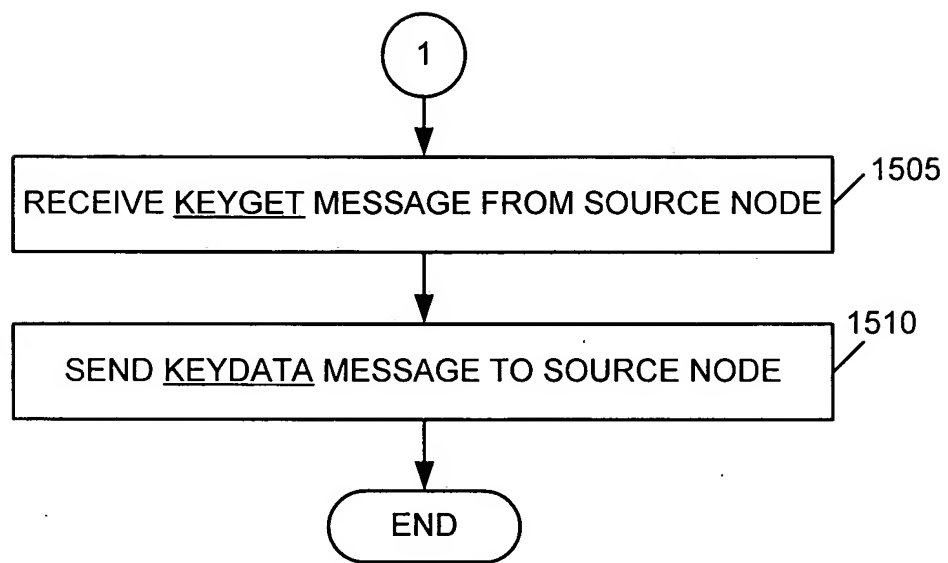 1
RECEIVE KEYGET MESSAGE FROM SOURCE NODE
1505
SEND KEYDATA MESSAGE TO SOURCE NODE
1510
END